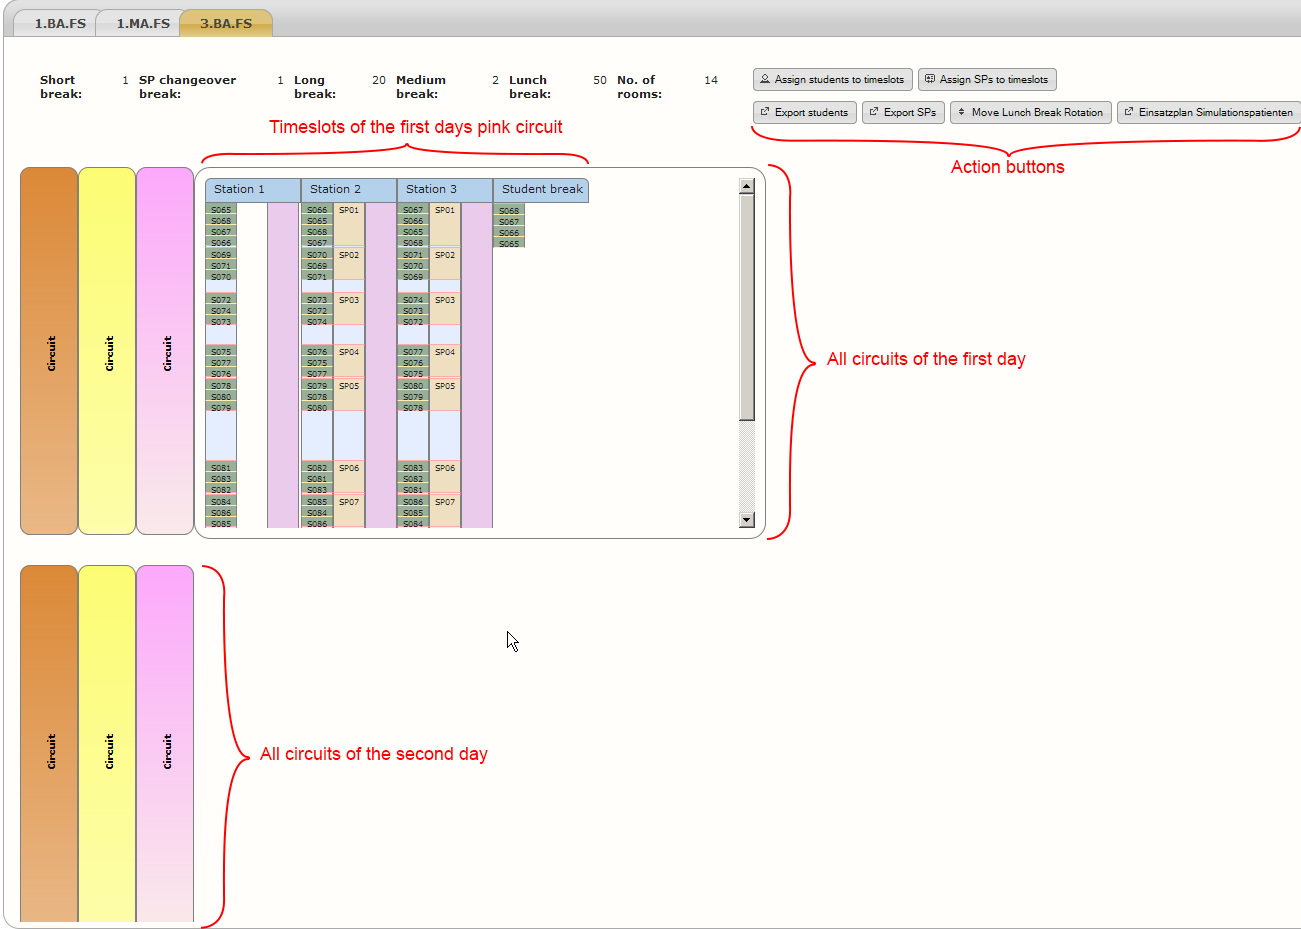 1.BA.FS 1.MA.FS 3.BA.FS
Short break: 1 SP changeover break: 1 Long break: 20 Medium break: 2 Lunch break: 50 No. of rooms: 14
Assign students to timeslots Assign SPs to timeslots
Export students Export SPs Move Lunch Break Rotation Einsatzplan Simulationspatienten
Timeslots of the first days pink circuit
Action buttons
Circuit Circuit Circuit
Station 1 Station 2 Station 3 Student break
S065 S066 SP01 S067 SP01 S068
S068 S065 S066 S067
S067 S068 S065 S066
S066 S067 S068 S065
S069 S070 SP02 S071 SP02
S071 S069 S070
S070 S071 S069
S072 S073 SP03 S074 SP03
S074 S072 S073
S073 S074 S072
S075 S076 SP04 S077 SP04
S077 S075 S076
S076 S077 S075
S078 S079 SP05 S080 SP05
S080 S078 S079
S079 S080 S078
S081 S082 SP06 S083 SP06
S083 S081 S082
S082 S083 S081
S084 S085 SP07 S086 SP07
S086 S084 S085
S085 S086 S084
All circuits of the first day
Circuit Circuit Circuit
All circuits of the second day